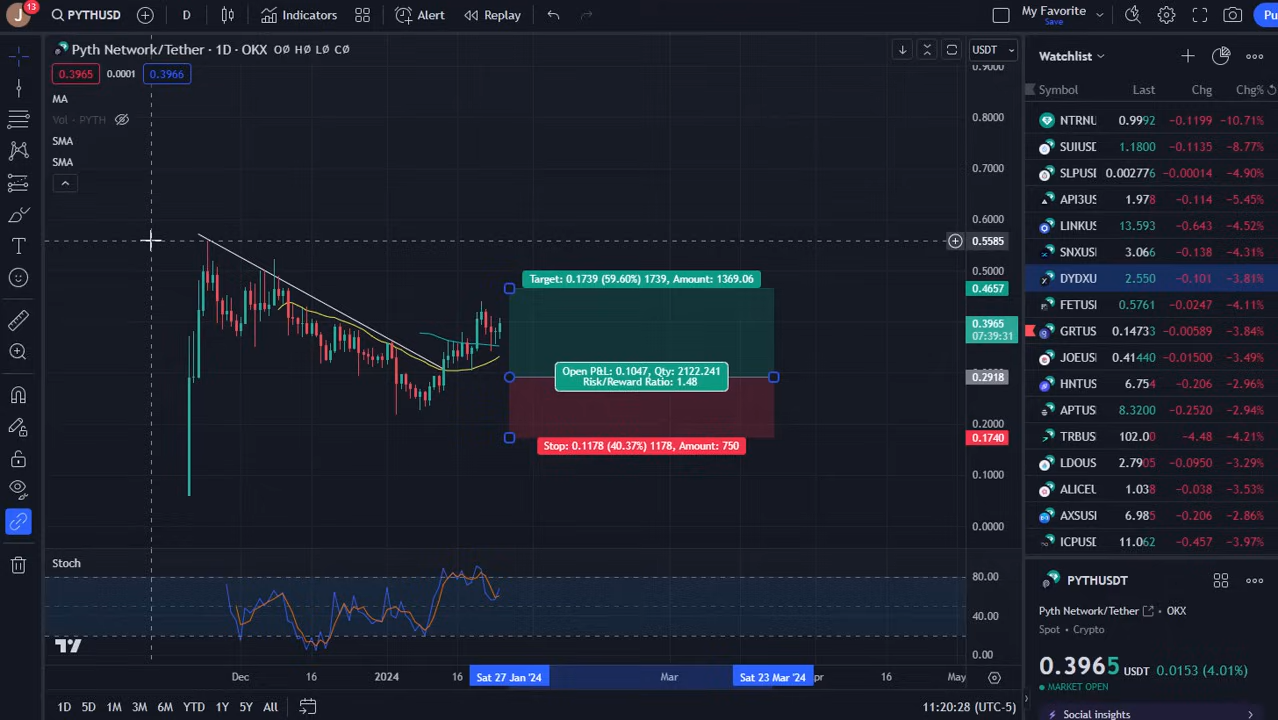 J
13
PYTHUSD
D
Indicators
Alert
Replay
My Favorite
Save
Pu
Pyth Network/Tether · 1D · OKX O∅ H∅ L∅ C∅
0.3965
0.0001
0.3966
USDT
MA
Vol · PYTH
SMA
SMA
0.9000
0.8000
0.7000
0.6000
0.5585
0.5000
0.4657
0.3965
07:39:31
0.2918
0.2000
0.1740
0.1000
0.0000
Target: 0.1739 (59.60%) 1739, Amount: 1369.06
Open P&L: 0.1047, Qty: 2122.241
Risk/Reward Ratio: 1.48
Stop: 0.1178 (40.37%) 1178, Amount: 750
Stoch
80.00
40.00
0.00
Dec 16 2024 16 Sat 27 Jan '24 Mar Sat 23 Mar '24 pr 16 May
1D 5D 1M 3M 6M YTD 1Y 5Y All
11:20:28 (UTC-5)
Watchlist
Symbol Last Chg Chg%
NTRNU 0.9992 −0.1199 −10.71%
SUIUSD 1.1800 −0.1135 −8.77%
SLPUSD 0.002776 −0.00014 −4.90%
API3US 1.978 −0.114 −5.45%
LINKUS 13.593 −0.643 −4.52%
SNXUSI 3.066 −0.138 −4.31%
DYDXU 2.550 −0.101 −3.81%
FETUSI 0.5761 −0.0247 −4.11%
GRTUS 0.14733 −0.00589 −3.84%
JOEUSI 0.41440 −0.01500 −3.49%
HNTUS 6.754 −0.206 −2.96%
APTUS 8.3200 −0.2520 −2.94%
TRBUS 102.00 −4.48 −4.21%
LDOUS 2.7905 −0.0950 −3.29%
ALICEU 1.038 −0.038 −3.53%
AXSUSI 6.985 −0.206 −2.86%
ICPUSD 11.062 −0.457 −3.97%
PYTHUSDT
Pyth Network/Tether · OKX
Spot · Crypto
0.3965 USDT 0.0153 (4.01%)
MARKET OPEN
Social insights